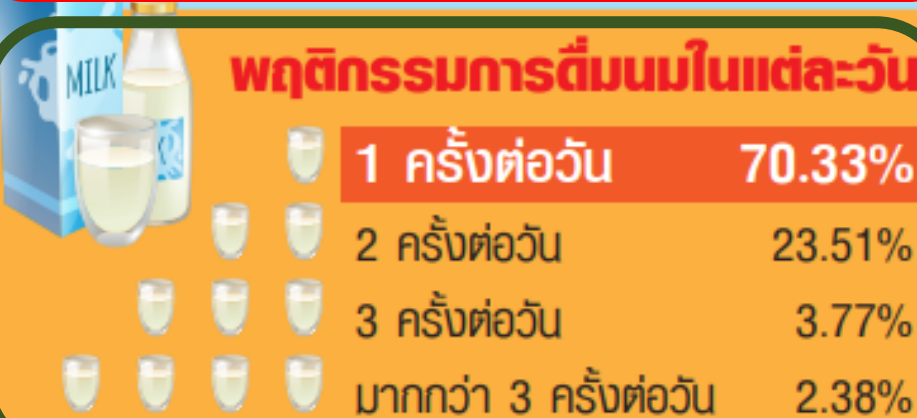 MILK
พฤติกรรมการดื่มนมในแต่ละวัน
1 ครั้งต่อวัน 70.33%
2 ครั้งต่อวัน 23.51%
3 ครั้งต่อวัน 3.77%
มากกว่า 3 ครั้งต่อวัน 2.38%